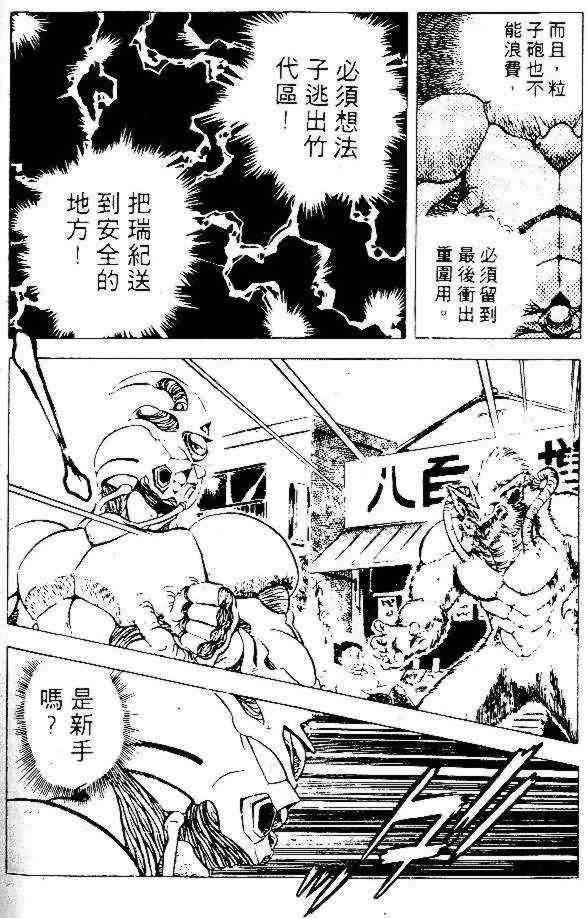 而且，粒
子砲也不
能浪費，
必須留到
最後衝出
重圍用。
必須想法
子逃出竹
代區！
把瑞紀送
到安全的
地方！
八百
是新手
嗎？